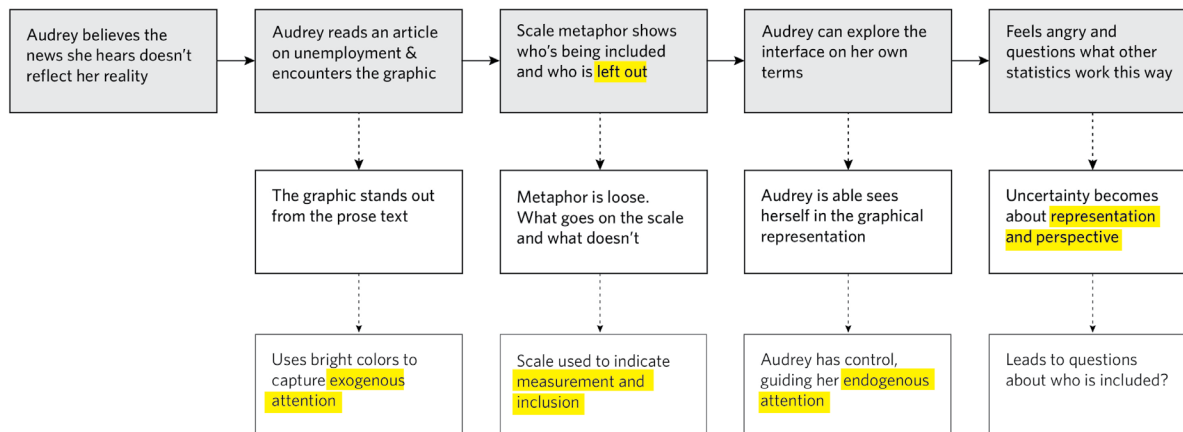 Audrey believes the
news she hears doesn't
reflect her reality
Audrey reads an article
on unemployment &
encounters the graphic
Scale metaphor shows
who's being included
and who is left out
Audrey can explore the
interface on her own
terms
Feels angry and
questions what other
statistics work this way
The graphic stands out
from the prose text
Metaphor is loose.
What goes on the scale
and what doesn't
Audrey is able sees
herself in the graphical
representation
Uncertainty becomes
about representation
and perspective
Uses bright colors to
capture exogenous
attention
Scale used to indicate
measurement and
inclusion
Audrey has control,
guiding her endogenous
attention
Leads to questions
about who is included?